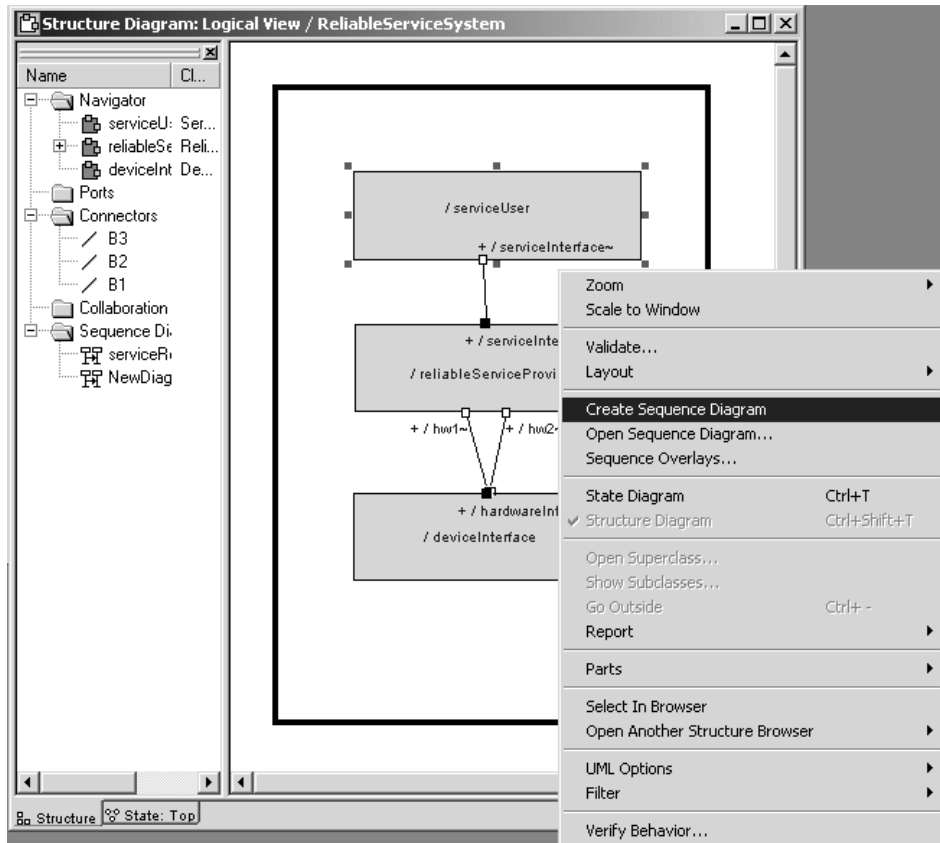 Structure Diagram: Logical View / ReliableServiceSystem
Name Cl...
Navigator
serviceU: Ser...
reliableSe Reli...
deviceInt De...
Ports
Connectors
B3
B2
B1
Collaboration
Sequence Di
serviceR
NewDiag
/ serviceUser
+ / serviceInterface~
+ / serviceInte
/ reliableServiceProvi
+ / hw1~
+ / hw2~
+ / hardwareInt
/ deviceInterface
Zoom
Scale to Window
Validate...
Layout
Create Sequence Diagram
Open Sequence Diagram...
Sequence Overlays...
State Diagram Ctrl+T
Structure Diagram Ctrl+Shift+T
Open Superclass...
Show Subclasses...
Go Outside Ctrl+ -
Report
Parts
Select In Browser
Open Another Structure Browser
UML Options
Filter
Verify Behavior...
Structure
State: Top